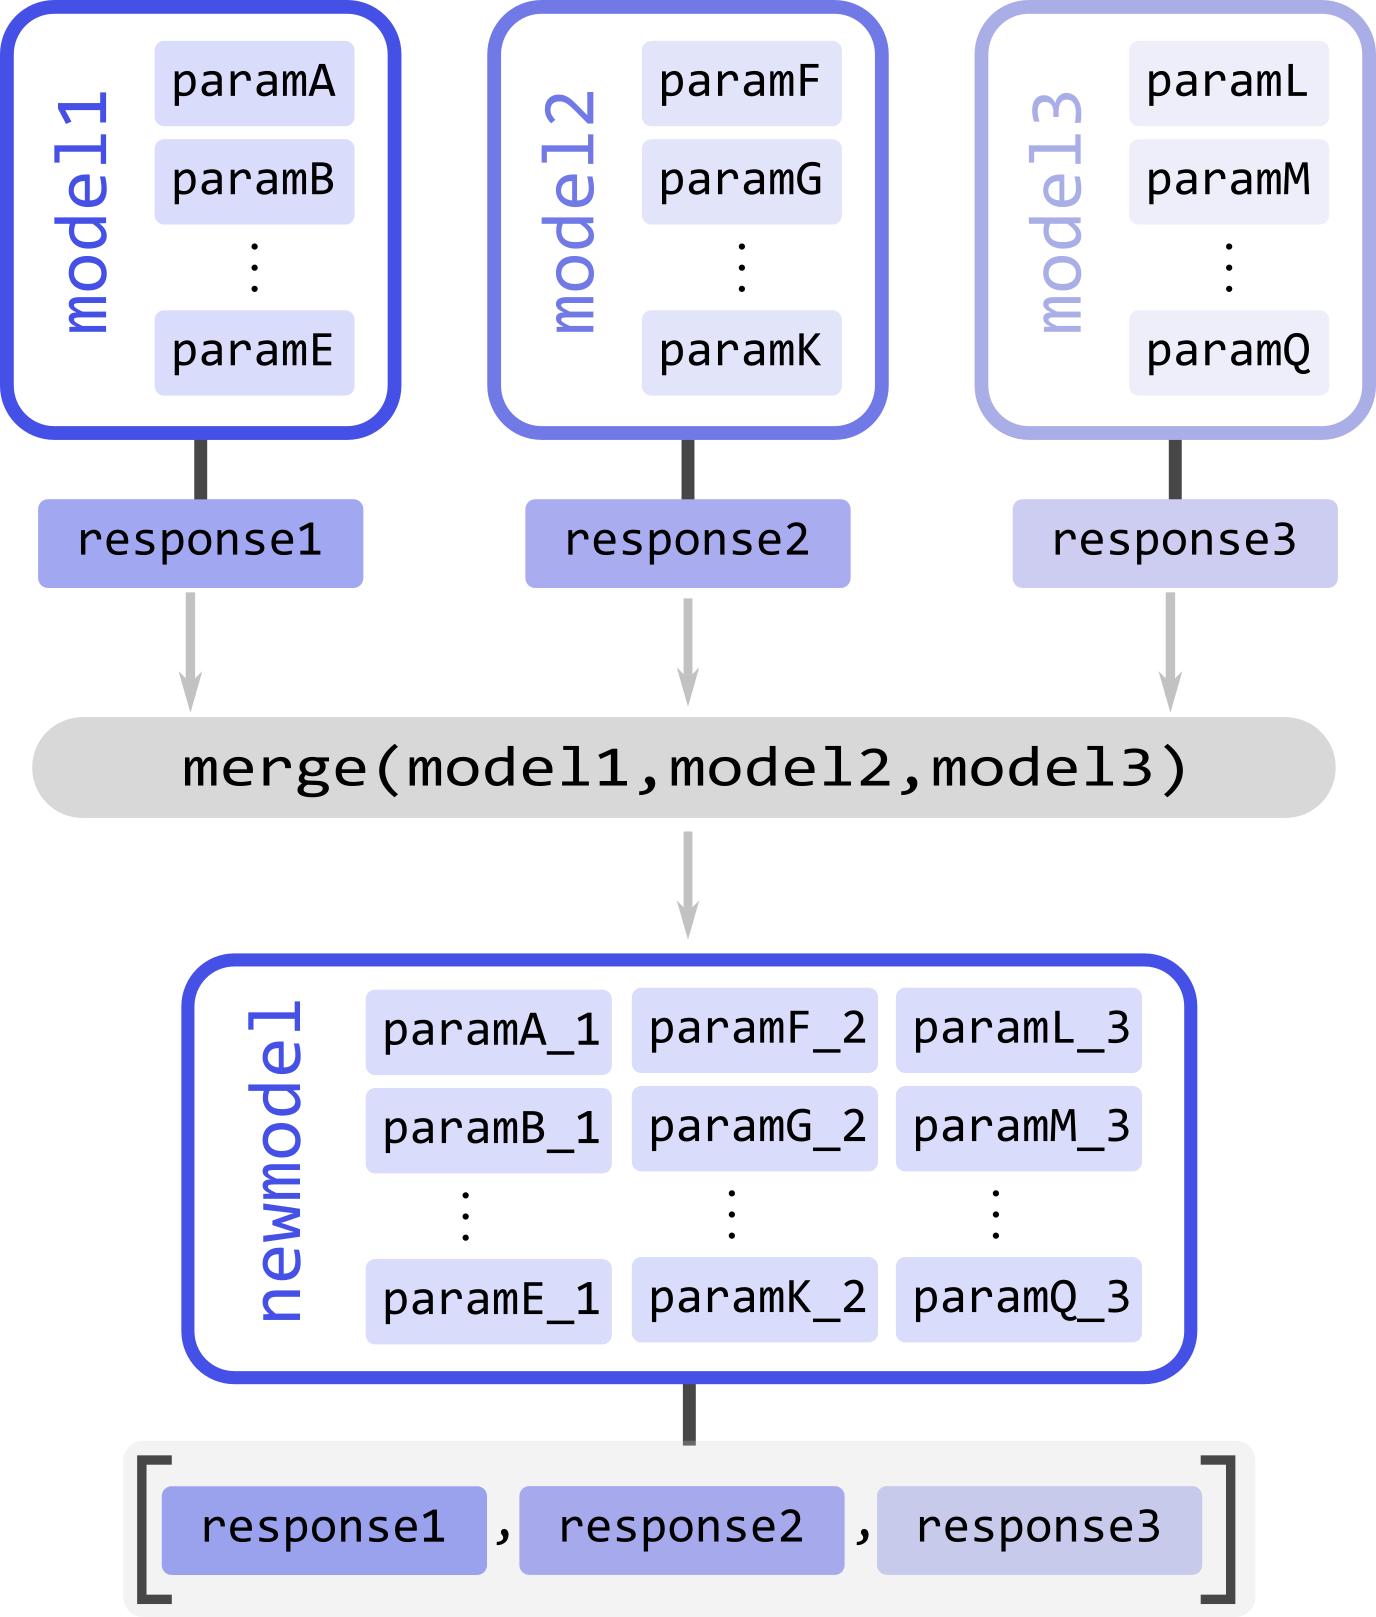 model1
paramA
paramB
⋮
paramE
model2
paramF
paramG
⋮
paramK
model3
paramL
paramM
⋮
paramQ
response1
response2
response3
merge(model1,model2,model3)
newmodel
paramA_1
paramB_1
⋮
paramE_1
paramF_2
paramG_2
⋮
paramK_2
paramL_3
paramM_3
⋮
paramQ_3
[response1, response2, response3]